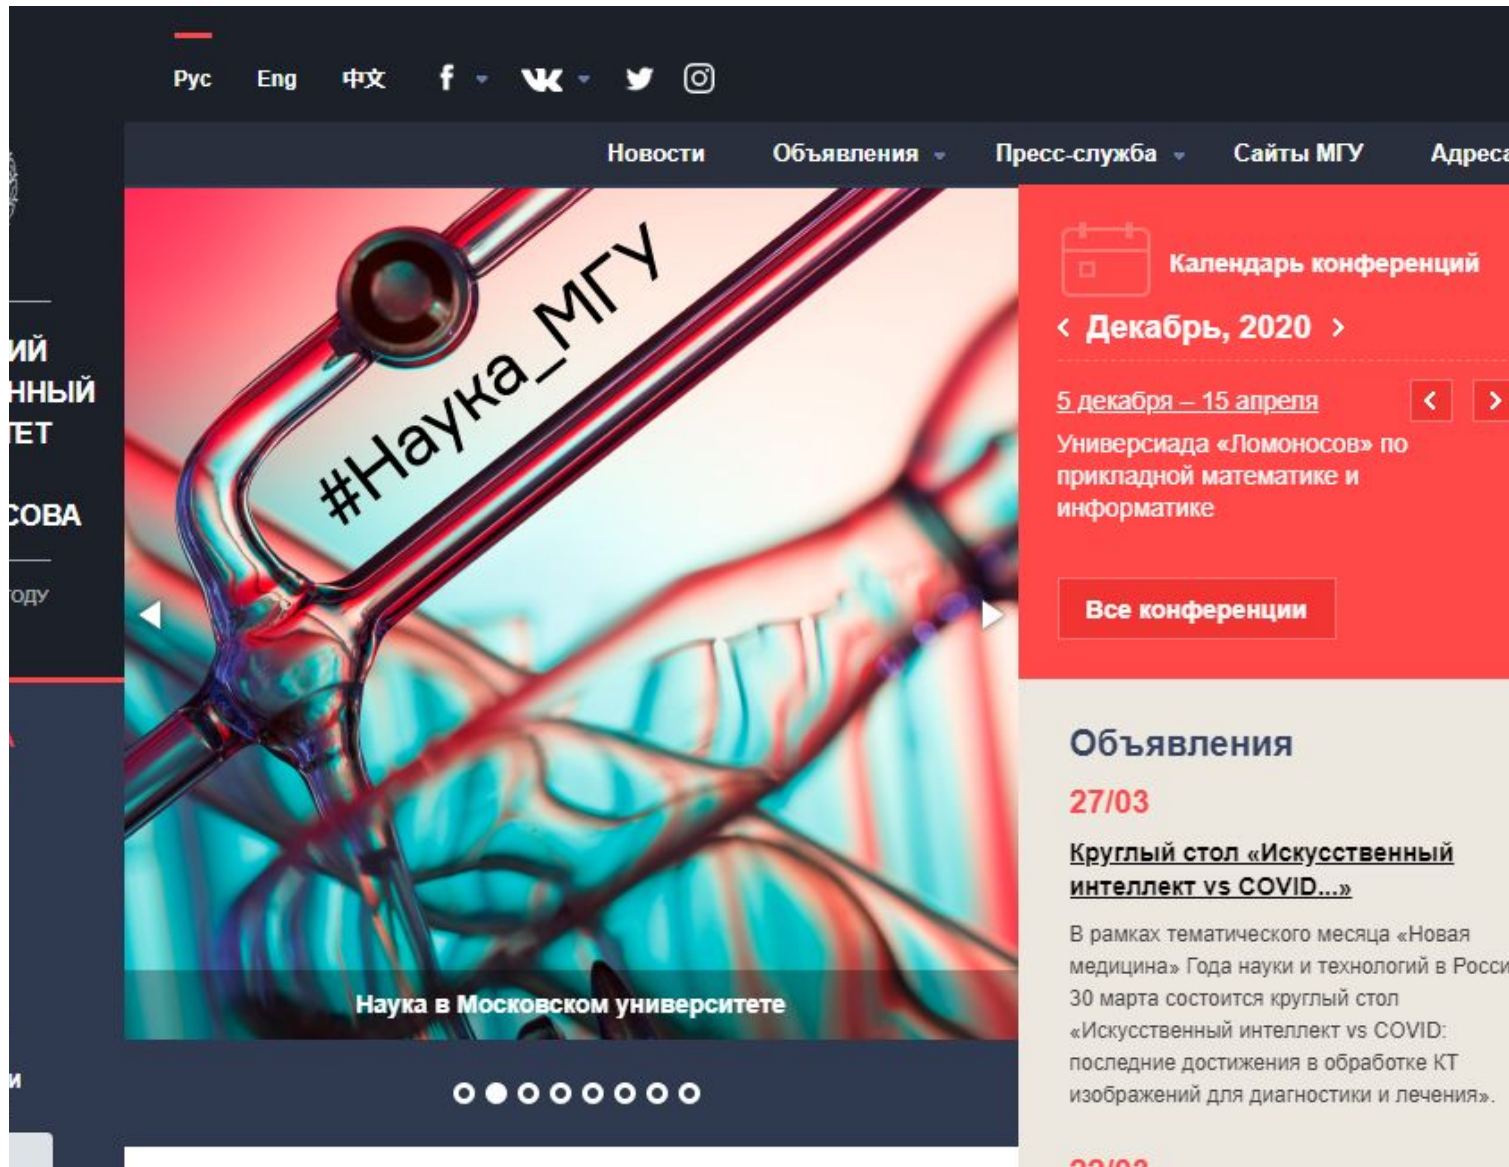 Рус Eng 中文
Новости Объявления Пресс-служба Сайты МГУ
#Наука_МГУ
Наука в Московском университете
Календарь конференций
Декабрь, 2020
5 декабря – 15 апреля
Универсиада «Ломоносов» по
прикладной математике и
информатике
Все конференции
Объявления
27/03
Круглый стол «Искусственный
интеллект vs COVID...»
В рамках тематического месяца «Новая
медицина» Года науки и технологий в
30 марта состоится круглый стол
«Искусственный интеллект vs COVID:
последние достижения в обработке КТ
изображений для диагностики и лечения».